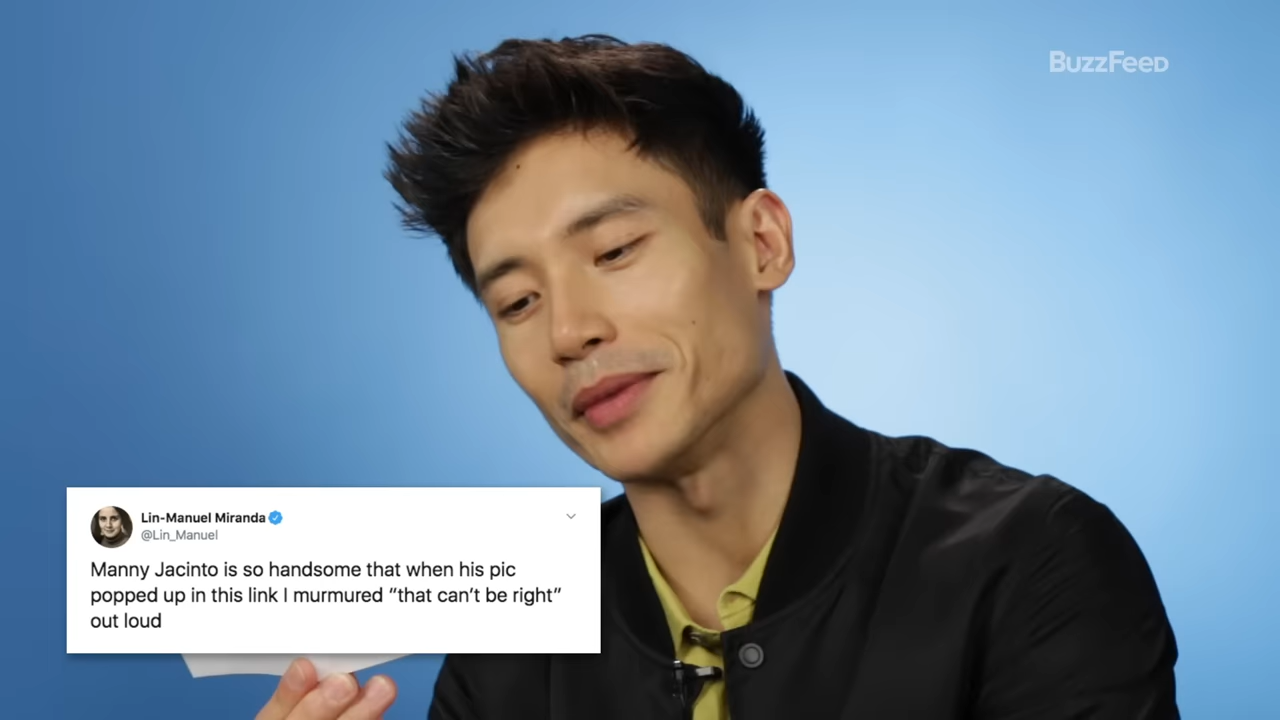 BuzzFeed
Lin-Manuel Miranda
@Lin_Manuel
Manny Jacinto is so handsome that when his pic
popped up in this link I murmured “that can’t be right”
out loud